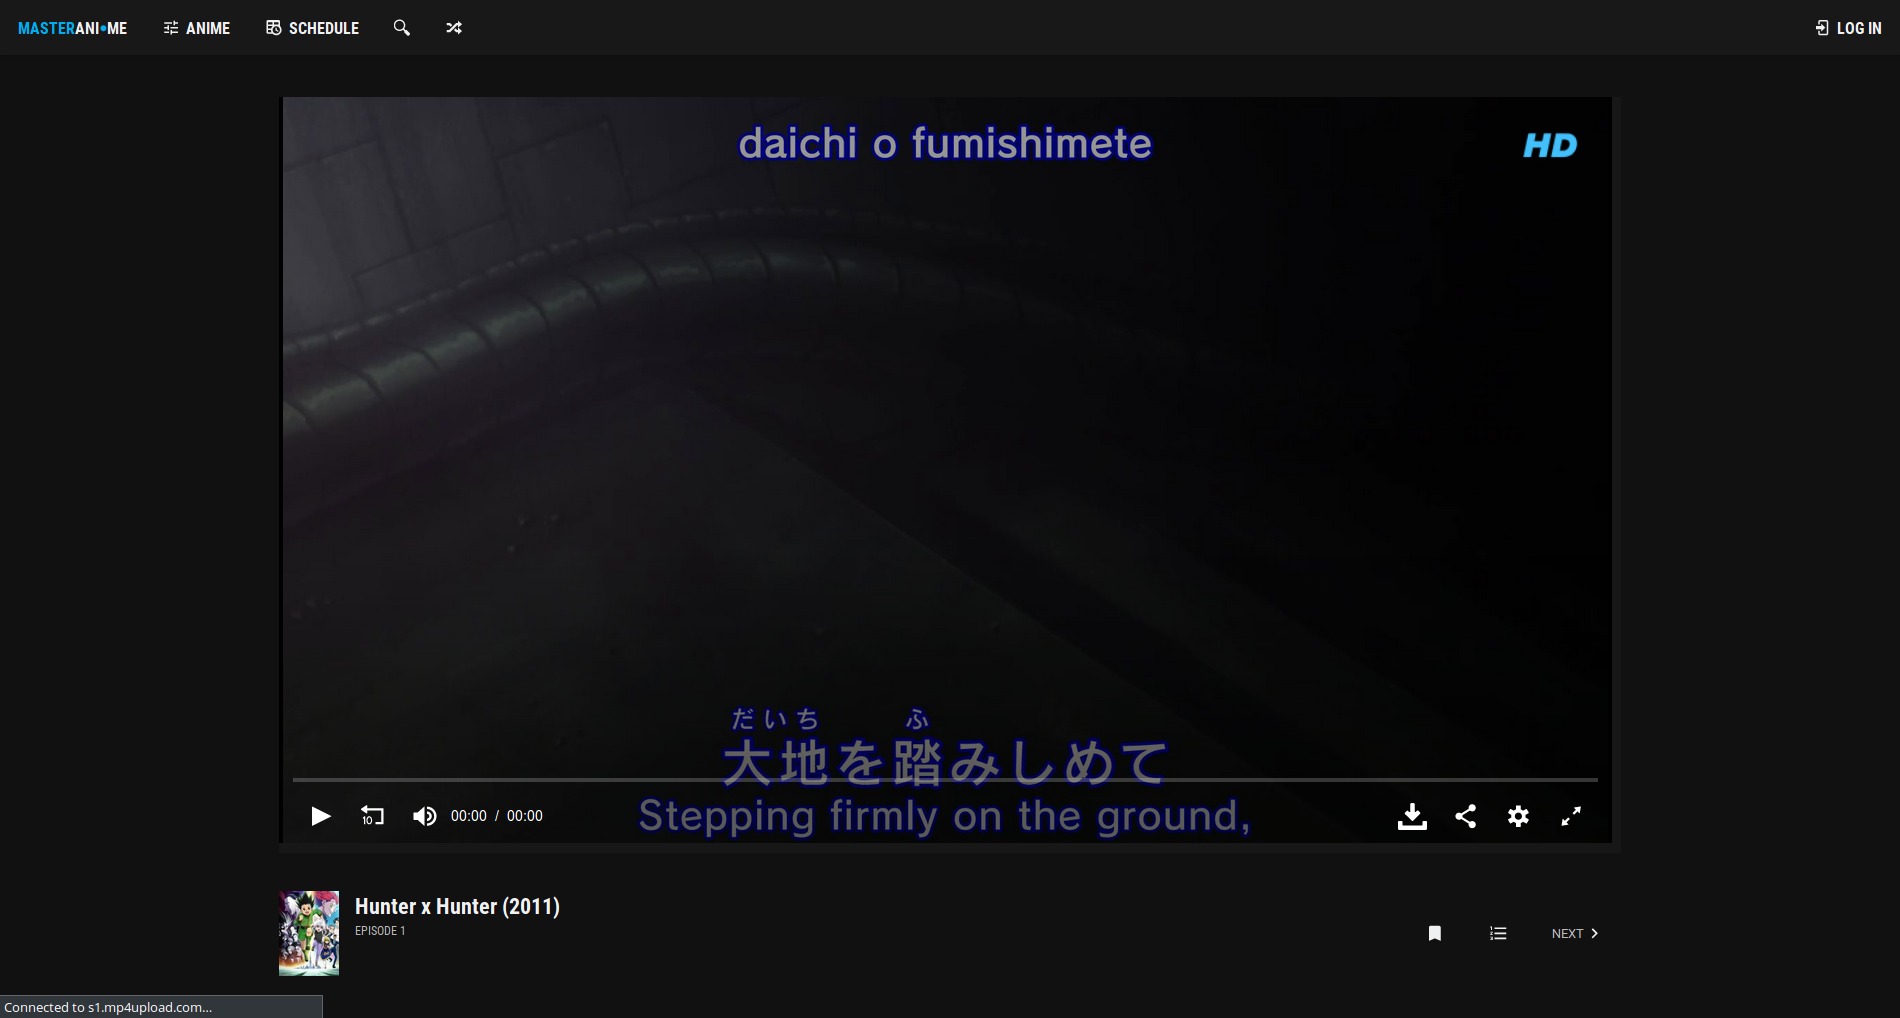 MASTERANI•ME ANIME SCHEDULE LOG IN
daichi o fumishimete
HD
だいち ふ
大地を踏みしめて
10 00:00 / 00:00
Stepping firmly on the ground,
Hunter x Hunter (2011)
EPISODE 1
NEXT
Connected to s1.mp4upload.com...